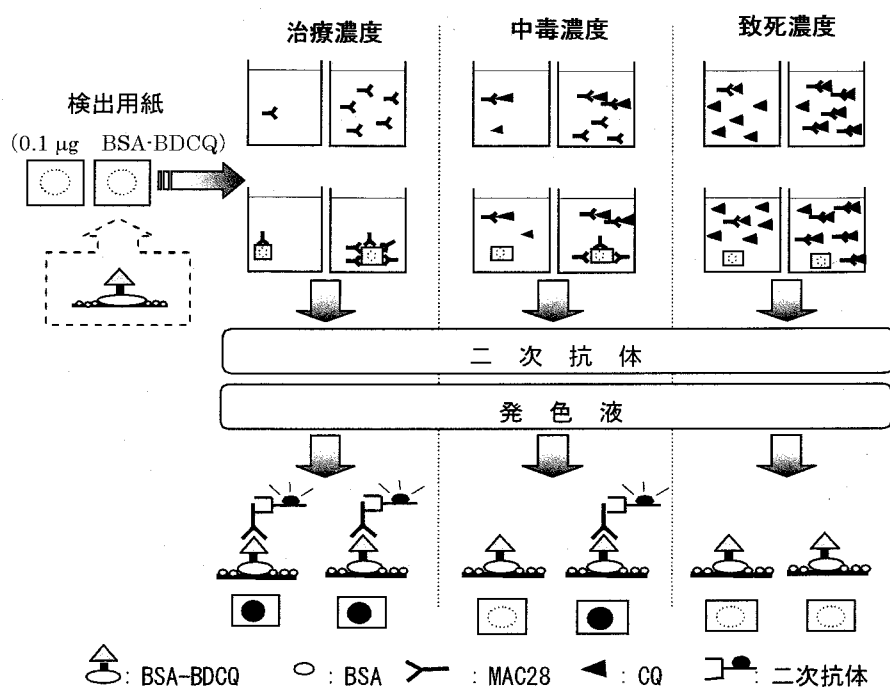 治療濃度
中毒濃度
致死濃度
検出用紙
(0.1 μg BSA-BDCQ)
二次抗体
発色液
: BSA-BDCQ
: BSA
: MAC28
: CQ
: 二次抗体